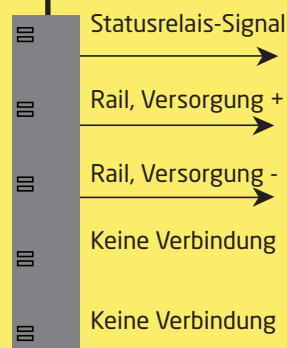 Statusrelais-Signal
Rail, Versorgung +
Rail, Versorgung -
Keine Verbindung
Keine Verbindung